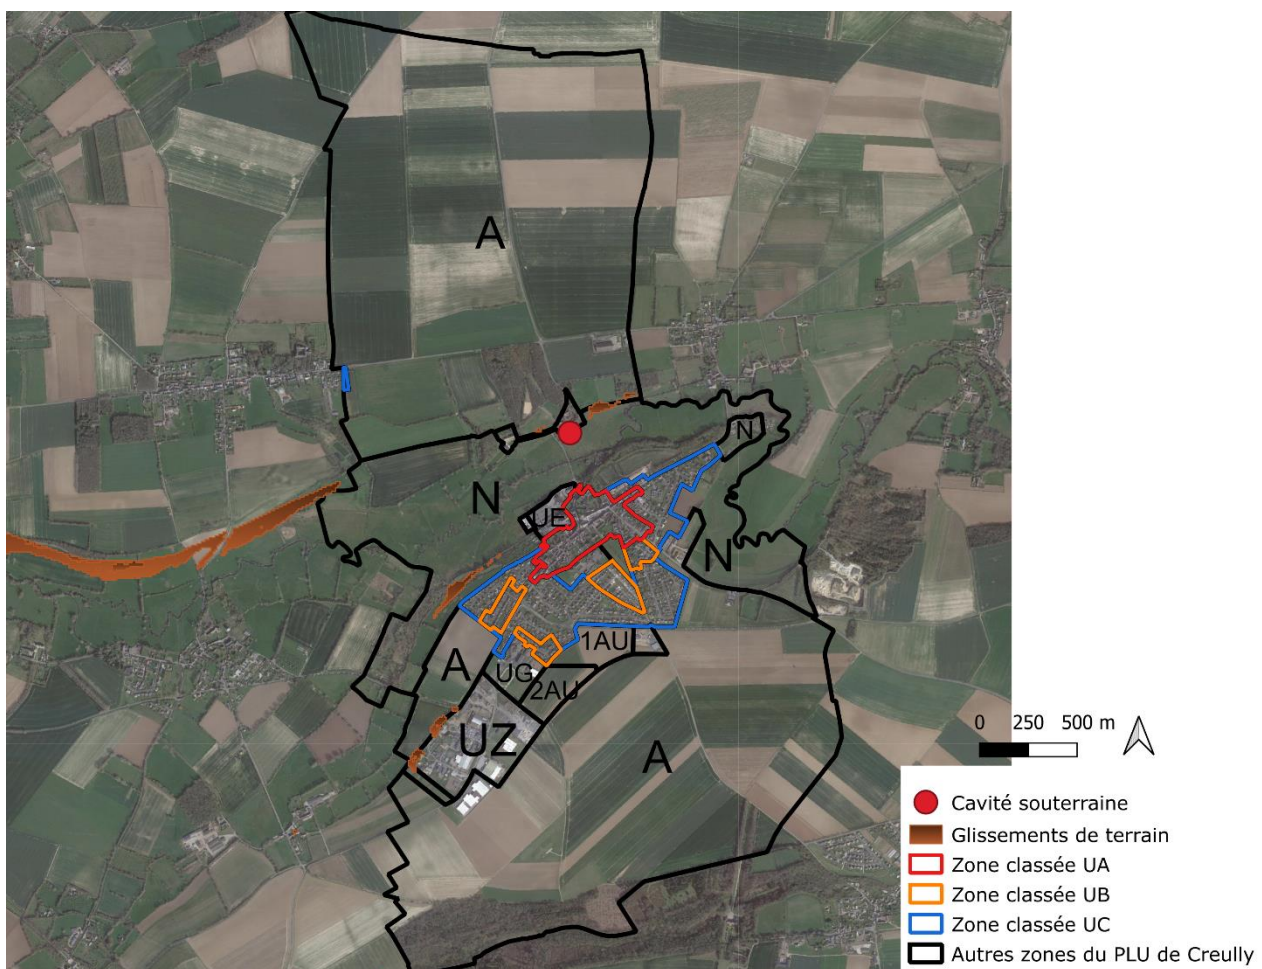 A
N
N
UE
N
1AU
A
UG
2AU
UZ
A
0 250 500 m
Cavité souterraine
Glissements de terrain
Zone classée UA
Zone classée UB
Zone classée UC
Autres zones du PLU de Creully